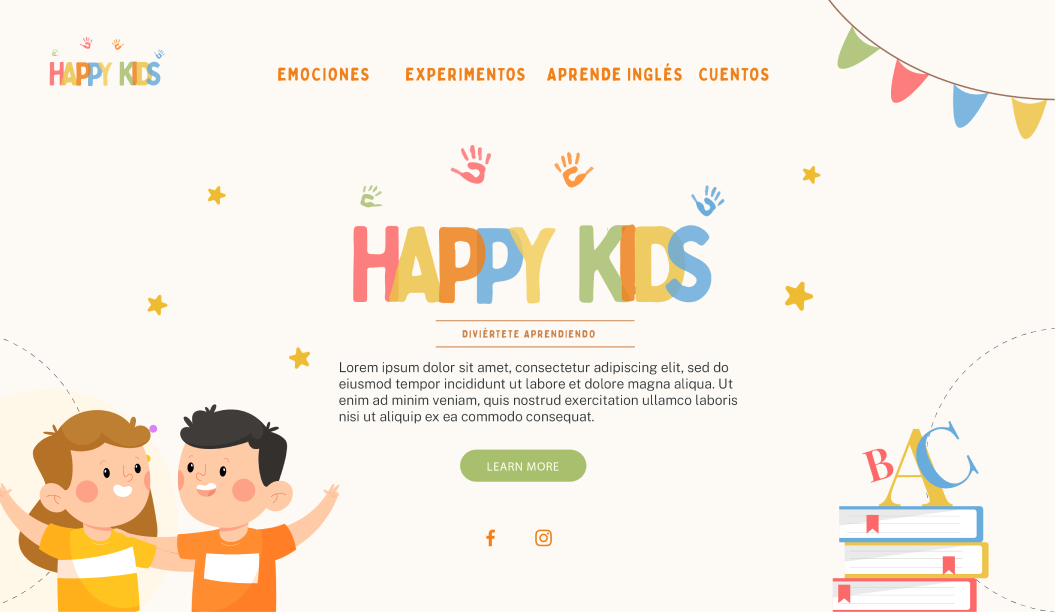 HAPPY KIDS
EMOCIONES EXPERIMENTOS APRENDE INGLÉS CUENTOS
HAPPY KIDS
DIVIÉRTETE APRENDIENDO
Lorem ipsum dolor sit amet, consectetur adipiscing elit, sed do
eiusmod tempor incididunt ut labore et dolore magna aliqua. Ut
enim ad minim veniam, quis nostrud exercitation ullamco laboris
nisi ut aliquip ex ea commodo consequat.
LEARN MORE
B A C